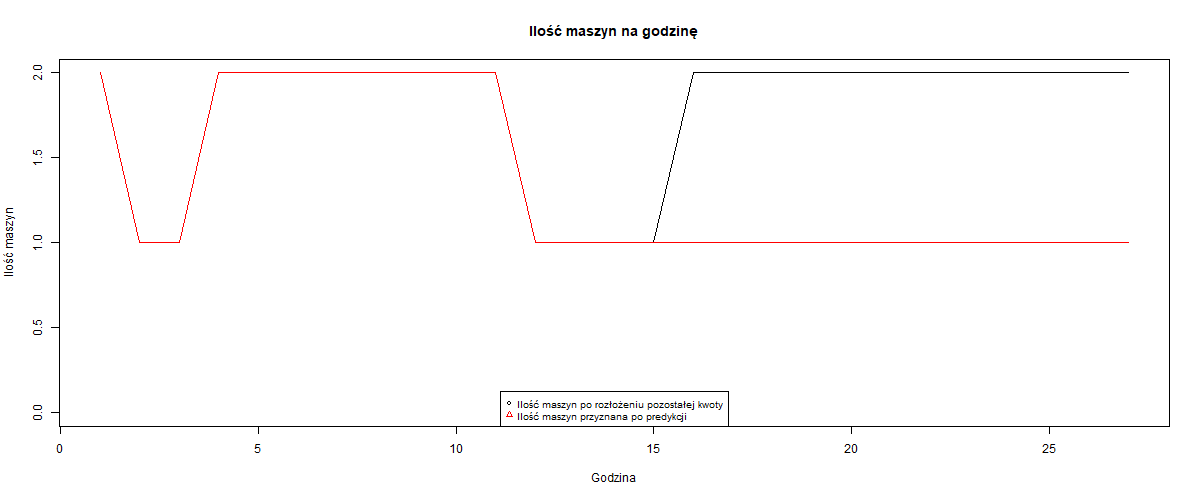 Ilość maszyn na godzinę
Ilość maszyn
2.0
1.5
1.0
0.5
0.0
Ilość maszyn po rozłożeniu pozostałej kwoty
Ilość maszyn przyznana po predykcji
0 5 10 15 20 25
Godzina